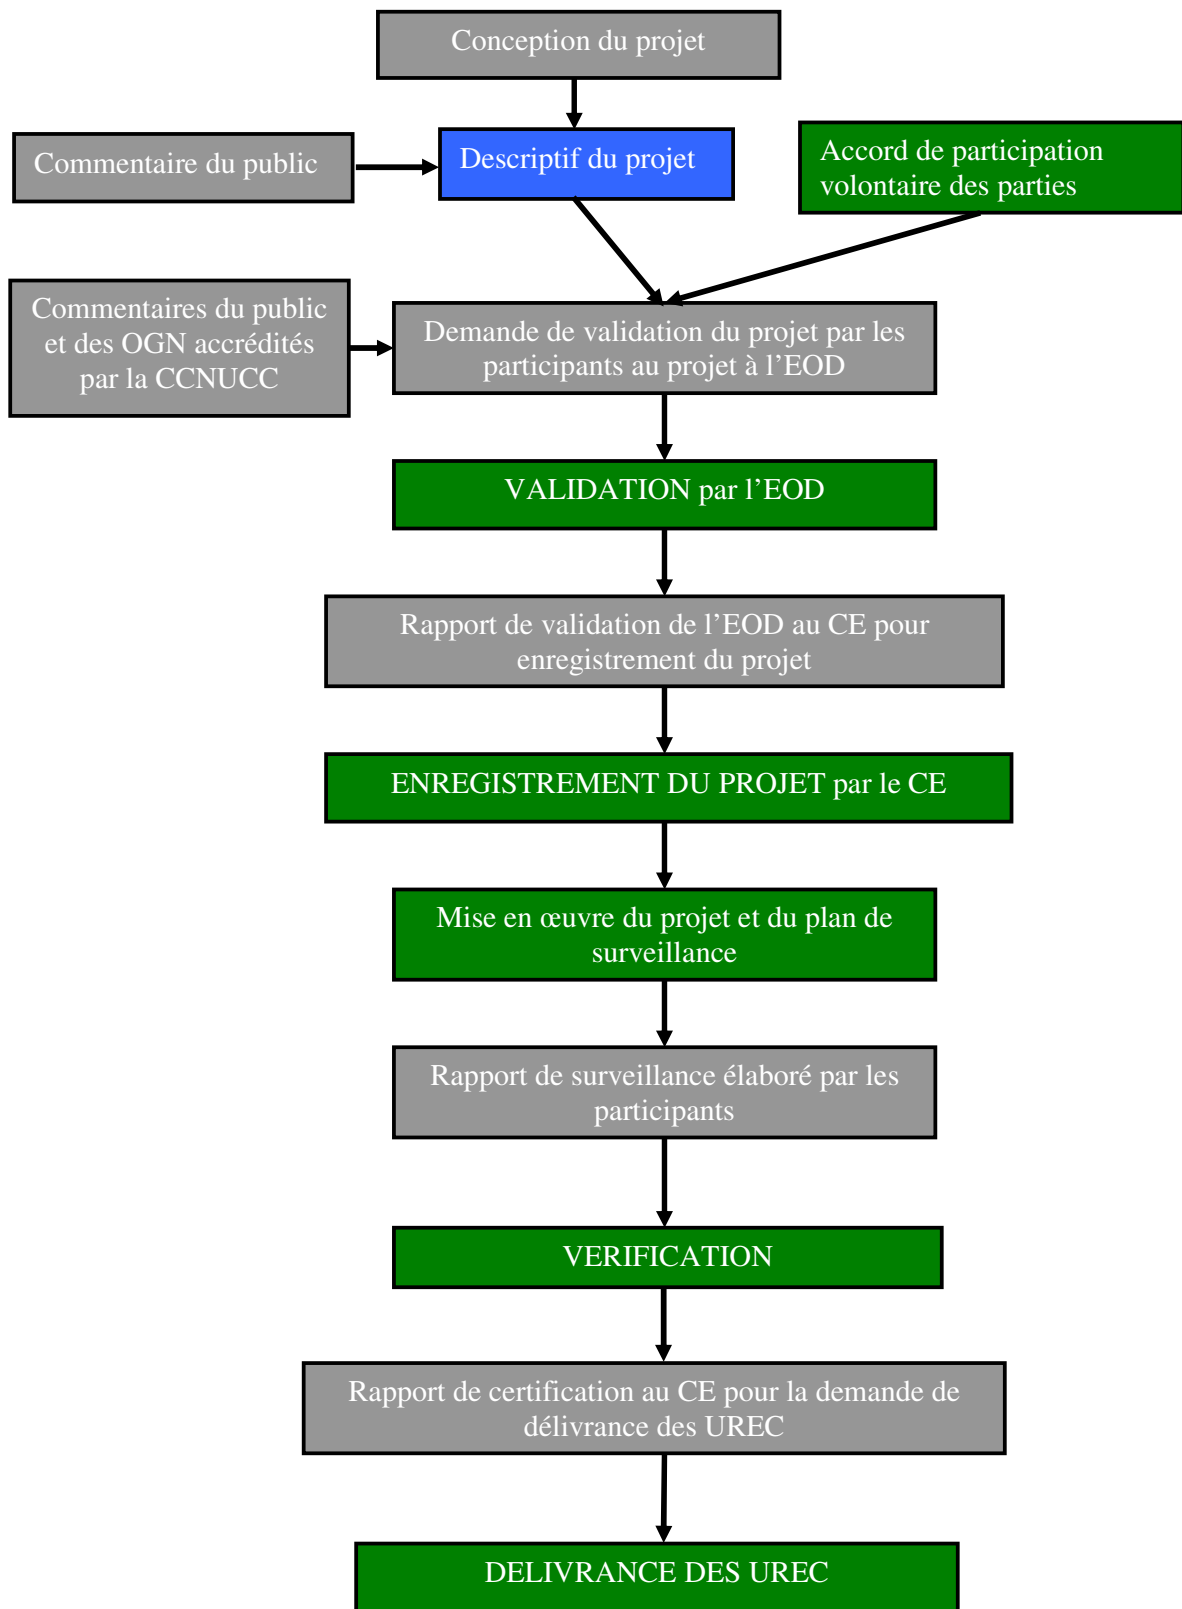 Conception du projet
Commentaire du public
Descriptif du projet
Accord de participation
volontaire des parties
Commentaires du public
et des OGN accrédités
par la CCNUCC
Demande de validation du projet par les
participants au projet à l’EOD
VALIDATION par l’EOD
Rapport de validation de l’EOD au CE pour
enregistrement du projet
ENREGISTREMENT DU PROJET par le CE
Mise en œuvre du projet et du plan de
surveillance
Rapport de surveillance élaboré par les
participants
VERIFICATION
Rapport de certification au CE pour la demande de
délivrance des UREC
DELIVRANCE DES UREC